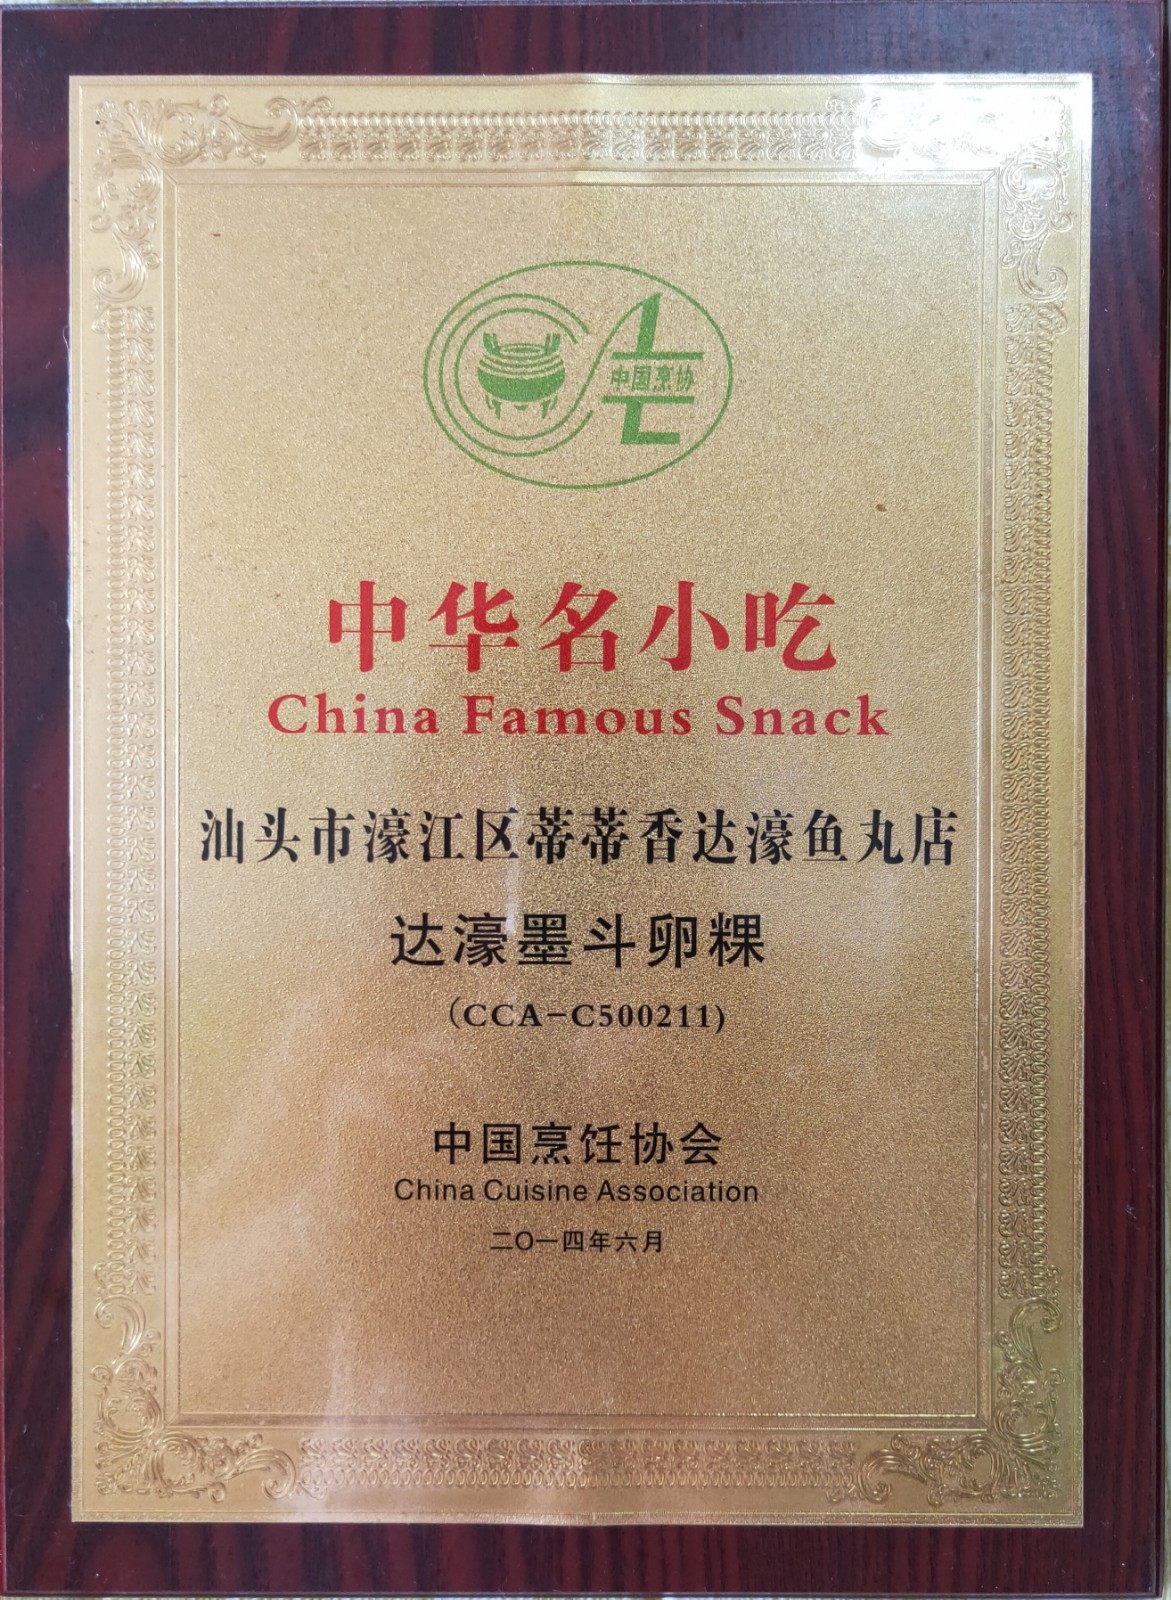 中国烹协
中华名小吃
China Famous Snack
汕头市濠江区蒂蒂香达濠鱼丸店
达濠墨斗卵粿
(CCA-C500211)
中国烹饪协会
China Cuisine Association
二〇一四年六月